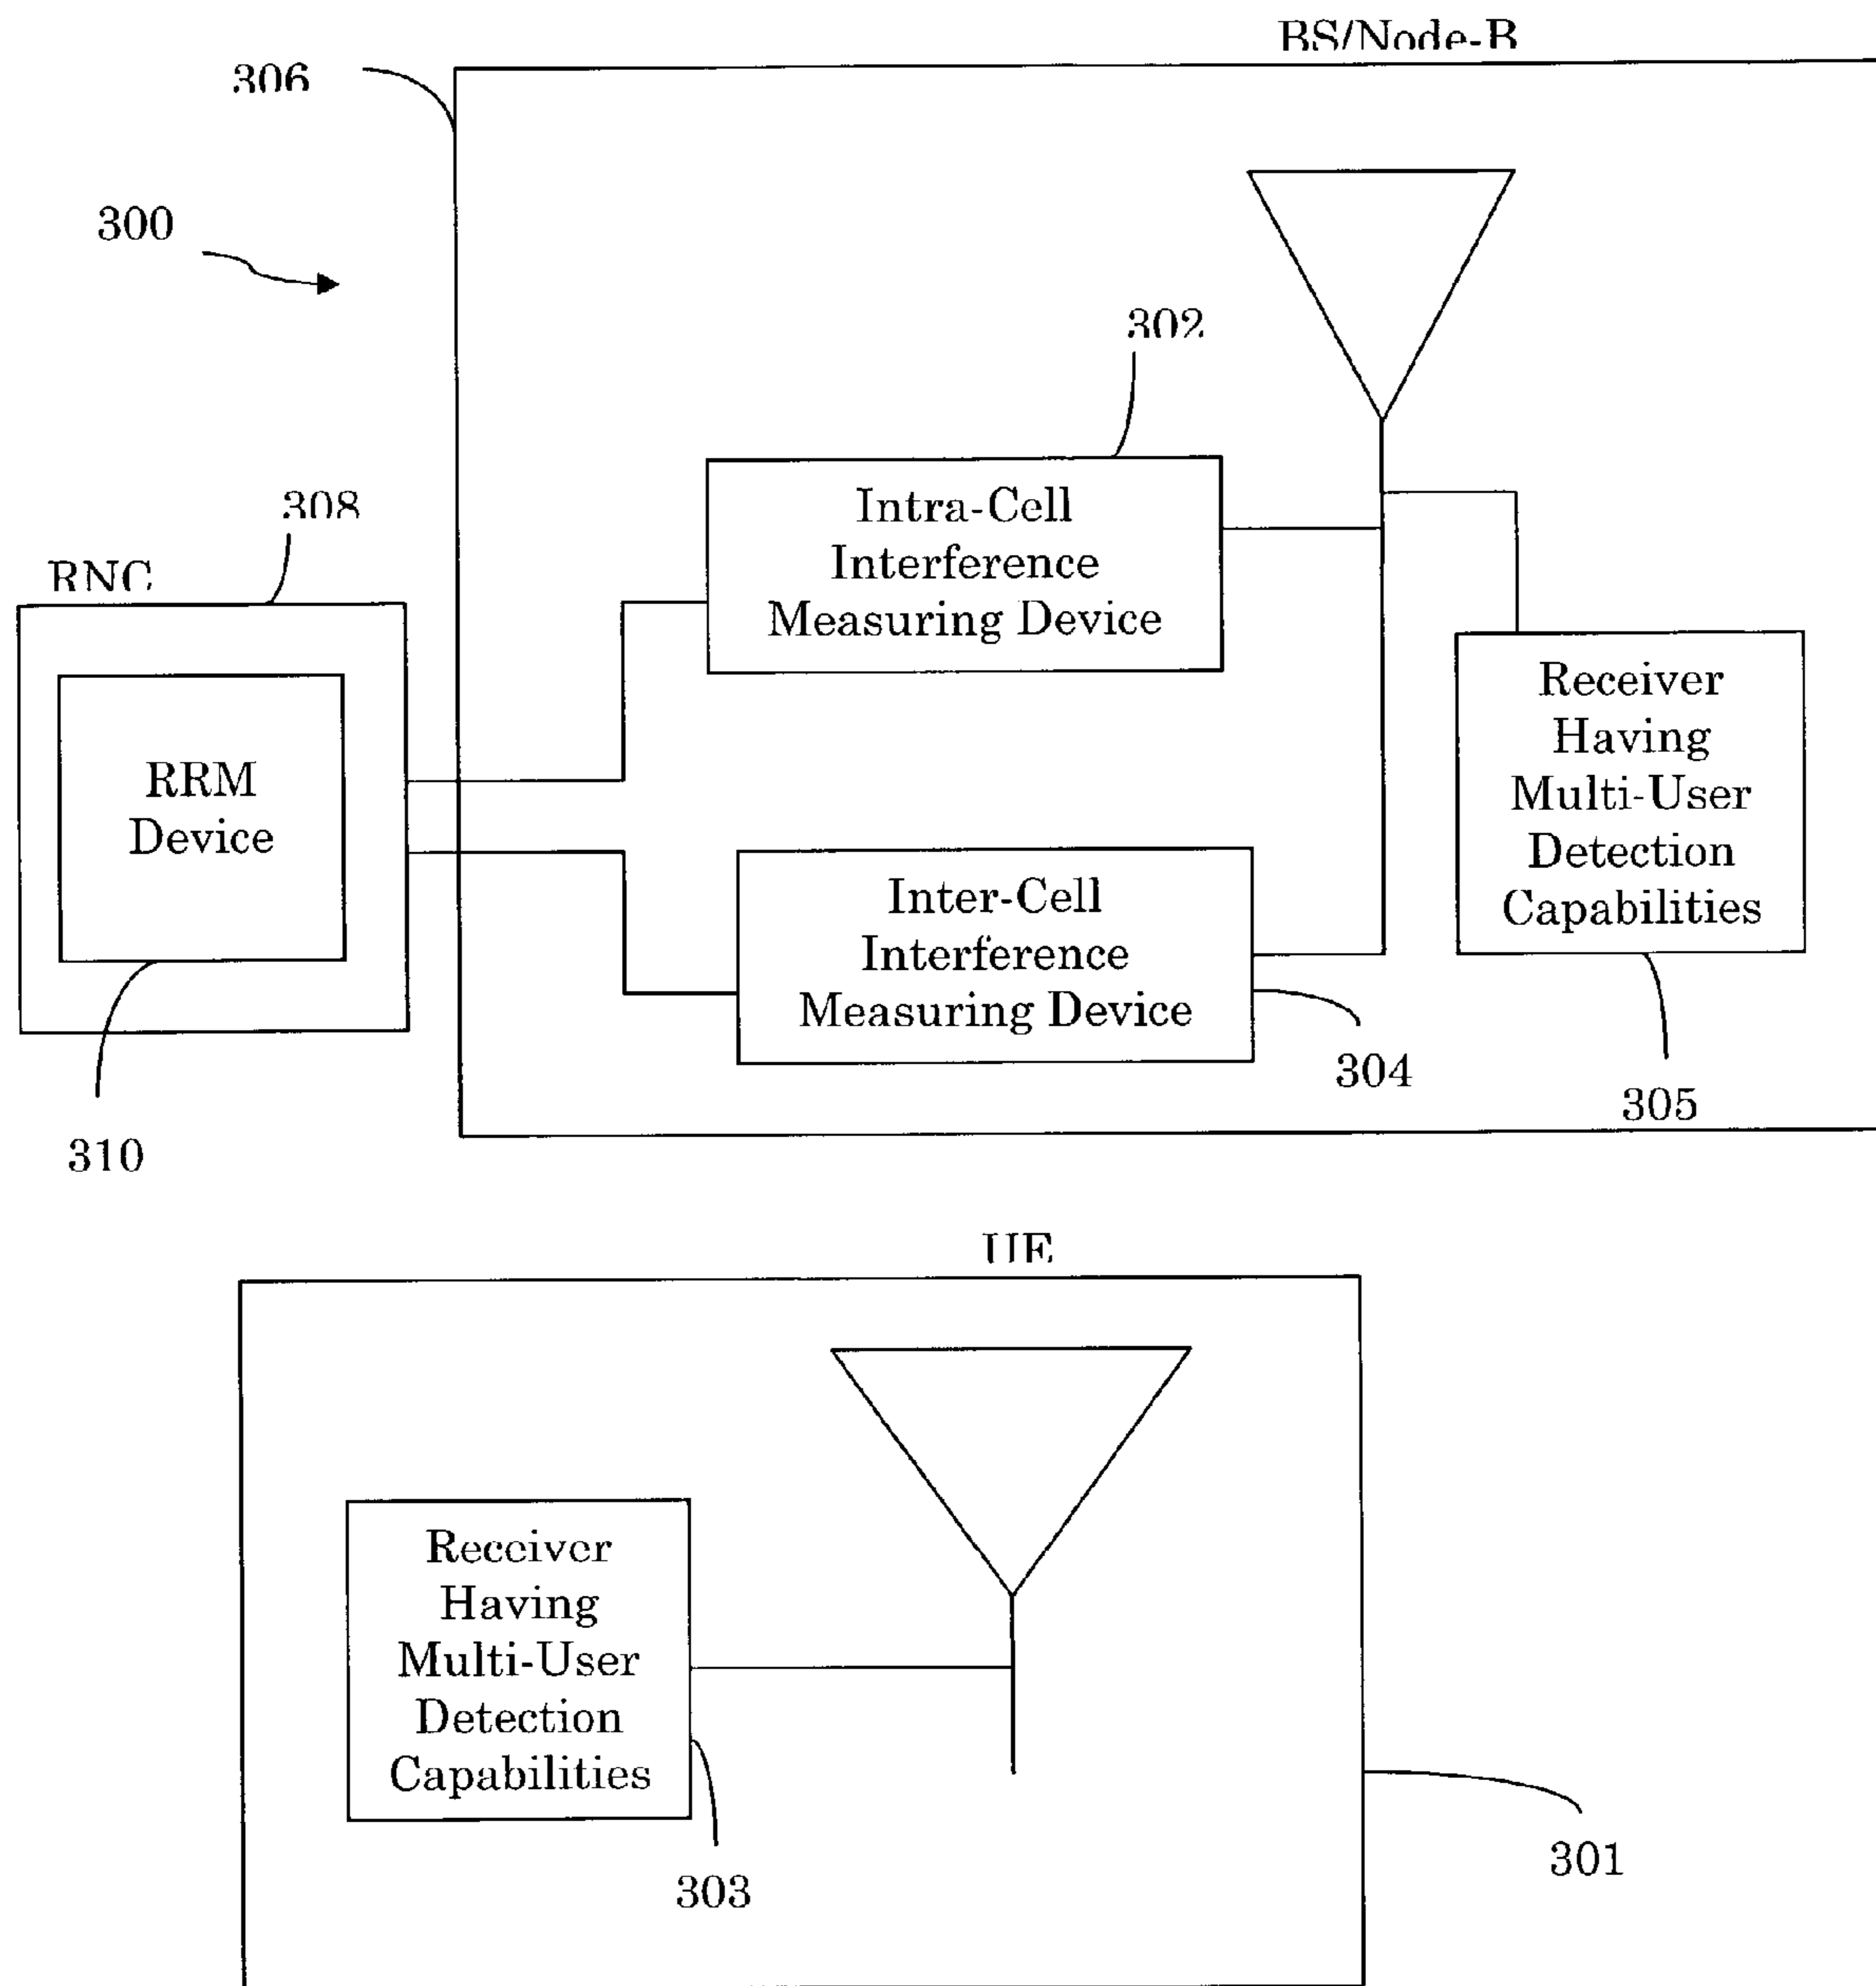 BS/Node-B
306
300
302
Intra-Cell
Interference
Measuring Device
308
RNC
RRM
Device
Receiver
Having
Multi-User
Detection
Capabilities
Inter-Cell
Interference
Measuring Device
304
305
310
UE
Receiver
Having
Multi-User
Detection
Capabilities
303
301